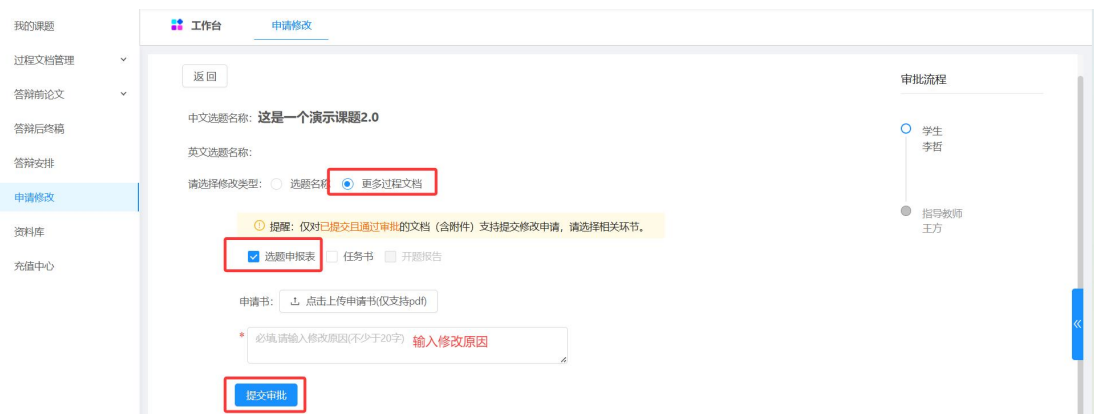 我的课题
过程文档管理
答辩前论文
答辩后终稿
答辩安排
申请修改
资料库
充值中心
工作台
申请修改
返回
中文选题名称：这是一个演示课题2.0
英文选题名称：
请选择修改类型： 选题名称 更多过程文档
提醒：仅对已提交且通过审批的文档（含附件）支持提交修改申请，请选择相关环节。
选题申报表 任务书 开题报告
申请书： 点击上传申请书(仅支持pdf)
* 必填,请输入修改原因(不少于20字) 输入修改原因
提交审批
审批流程
学生
李哲
指导教师
王方